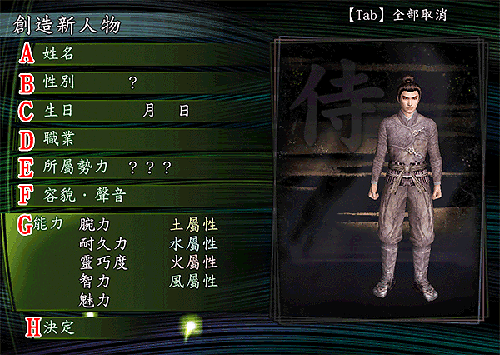 創造新人物
【Tab】全部取消
A 姓名
B 性別 ?
C 生日 月 日
D 職業
E 所屬勢力 ? ? ?
F 容貌・聲音
G 能力 腕力 土屬性
耐久力 水屬性
靈巧度 火屬性
智力 風屬性
魅力
H 決定
侍